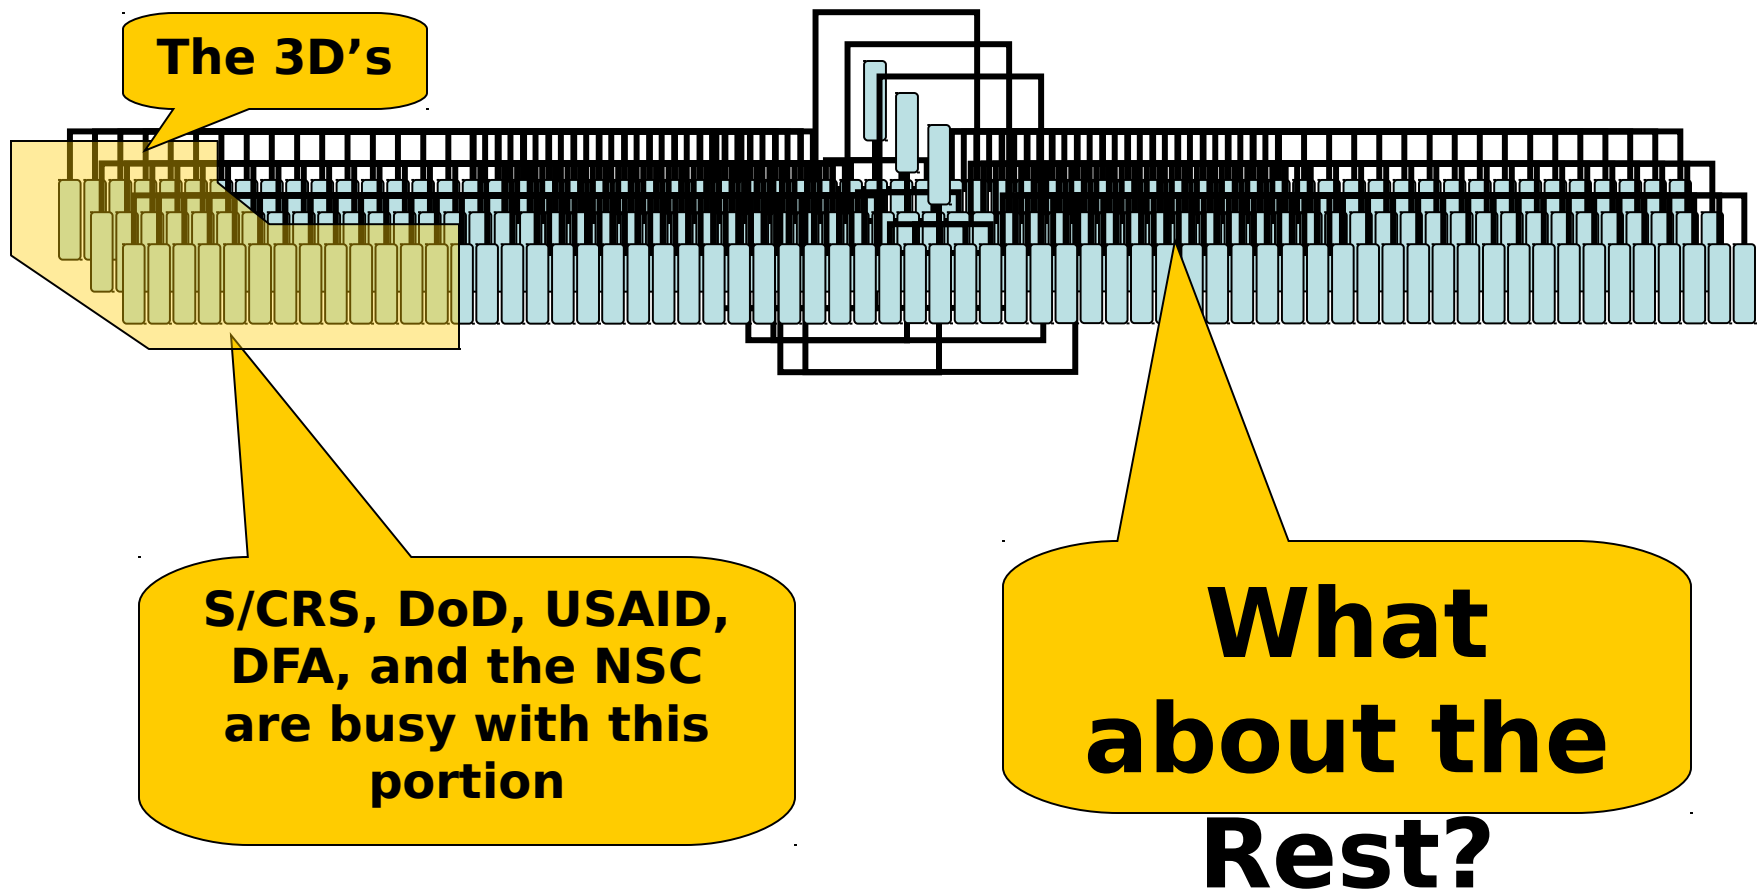 The 3D’s
S/CRS, DoD, USAID,
DFA, and the NSC
are busy with this
portion
What
about the
Rest?